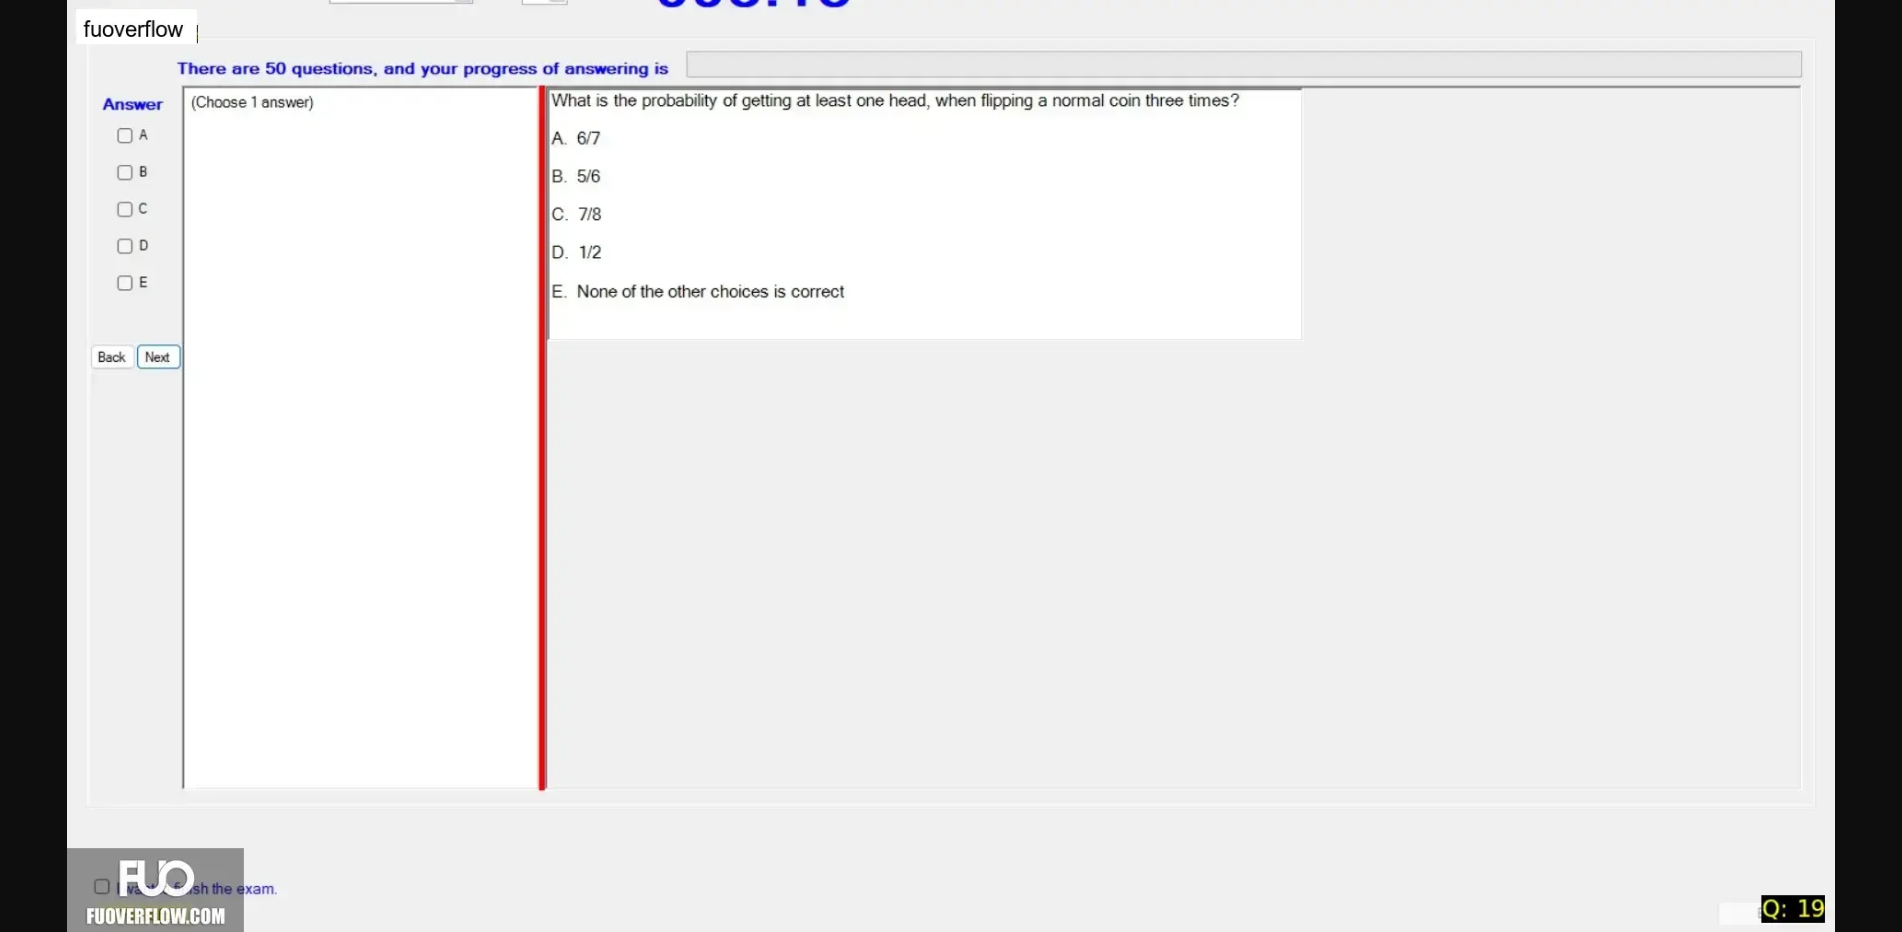 fuoverflow
There are 50 questions, and your progress of answering is
Answer
(Choose 1 answer)
What is the probability of getting at least one head, when flipping a normal coin three times?
A
A. 6/7
B
B. 5/6
C
C. 7/8
D
D. 1/2
E
E. None of the other choices is correct
Back
Next
FUO
the exam.
FUOVERFLOW.COM
Q: 19